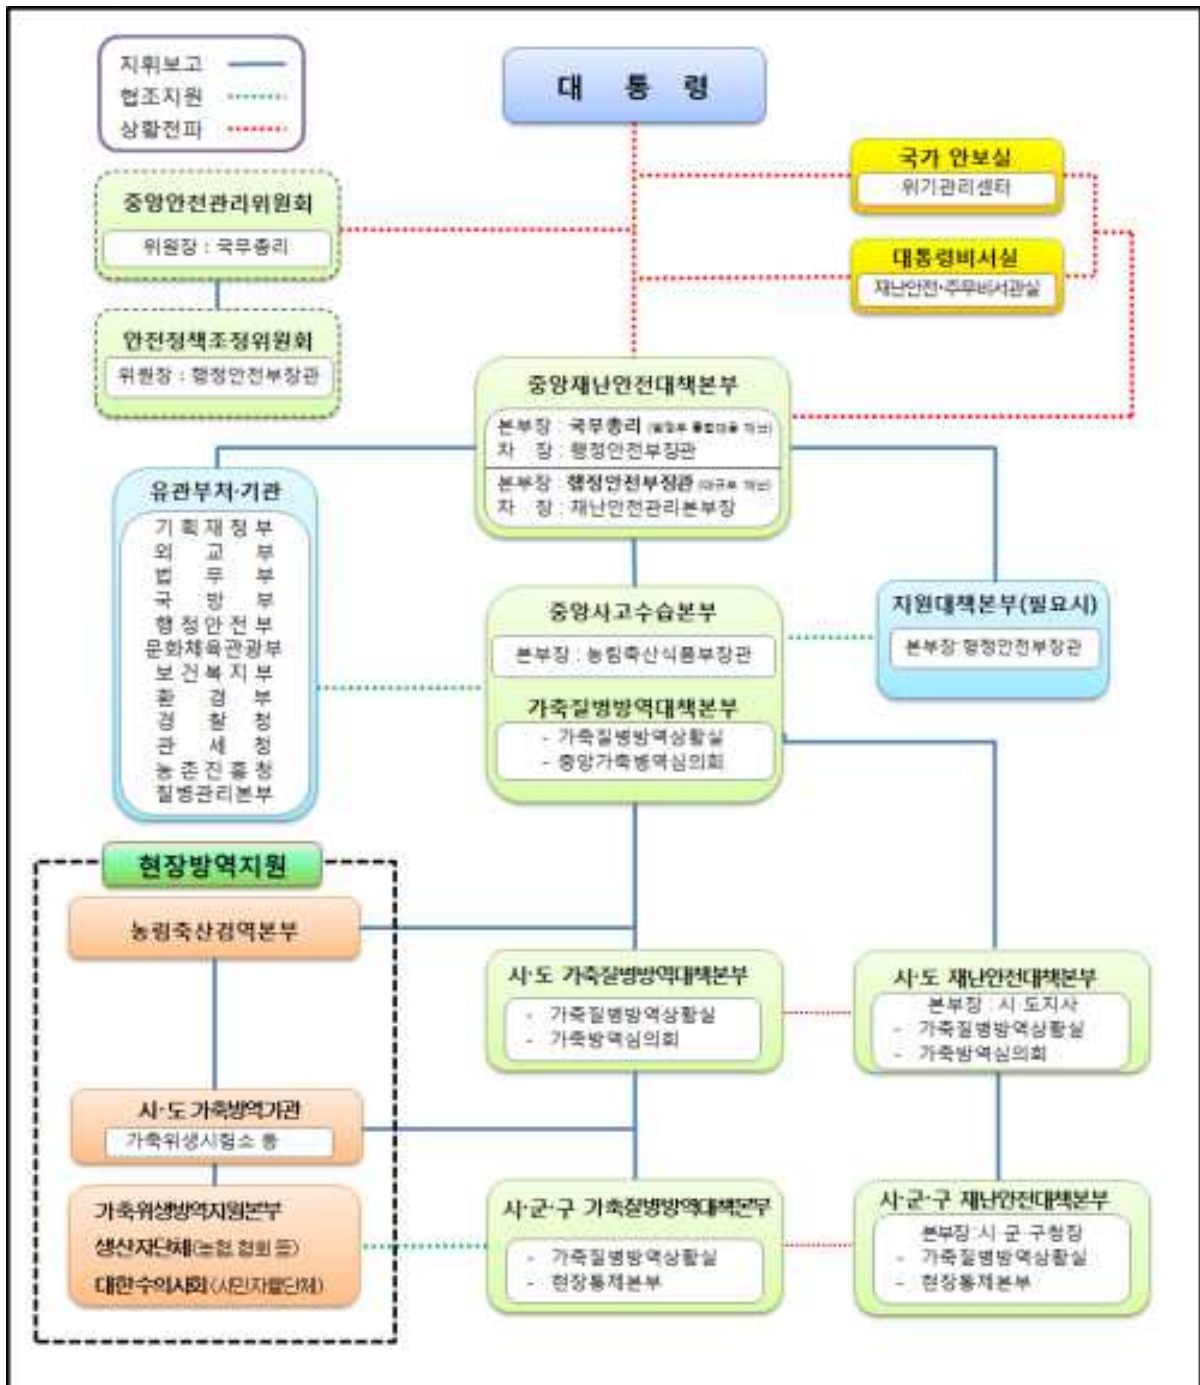 지휘보고
협조지원
상황전파
대 통 령
국가 안보실
위기관리센터
중앙안전관리위원회
위원장 : 국무총리
대통령비서실
재난안전·주무비서관실
안전정책조정위원회
위원장 : 행정안전부장관
중앙재난안전대책본부
본부장 : 국무총리 (범정부 통합대응 재난)
차 장 : 행정안전부장관
본부장 : 행정안전부장관 (대규모 재난)
차 장 : 재난안전관리본부장
유관부처·기관
기획재정부
외 교 부
법 무 부
국 방 부
행정안전부
문화체육관광부
보건복지부
환 경 부
경 찰 청
관 세 청
농촌진흥청
질병관리본부
중앙사고수습본부
본부장 : 농림축산식품부장관
가축질병방역대책본부
- 가축질병방역상황실
- 중앙가축방역심의회
지원대책본부(필요시)
본부장 행정안전부장관
현장방역지원
농림축산검역본부
시·도 가축질병방역대책본부
- 가축질병방역상황실
- 가축방역심의회
시·도 재난안전대책본부
본부장 : 시 도지사
- 가축질병방역상황실
- 가축방역심의회
시·도 가축방역기관
가축위생시험소 등
가축위생방역지원본부
생산자단체(농협, 협회 등)
대한수의사회(시민자율단체)
시·군·구 가축질병방역대책본부
- 가축질병방역상황실
- 현장통제본부
시·군·구 재난안전대책본부
본부장 시 군 구청장
- 가축질병방역상황실
- 현장통제본부